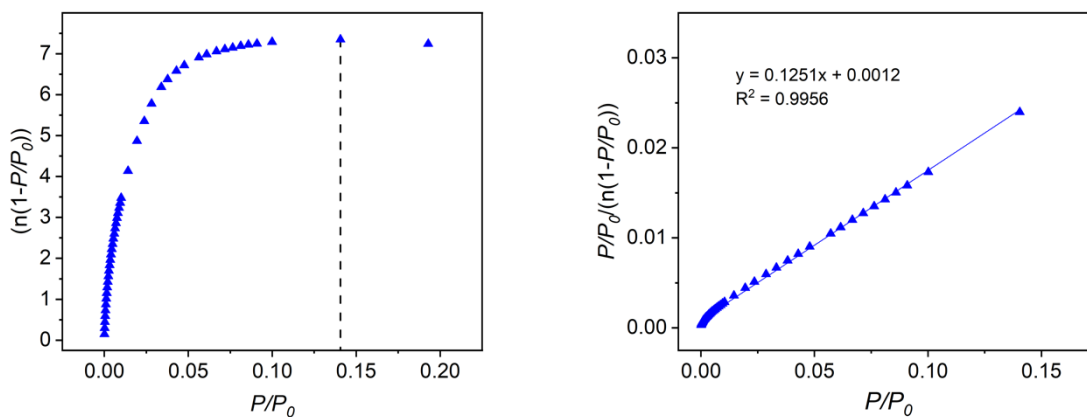 (n(1-P/P₀))
7
6
5
4
3
2
1
0
0.00 0.05 0.10 0.15 0.20
P/P₀
P/P₀/(n(1-P/P₀))
0.03
0.02
0.01
0.00
y = 0.1251x + 0.0012
R² = 0.9956
0.00 0.05 0.10 0.15
P/P₀